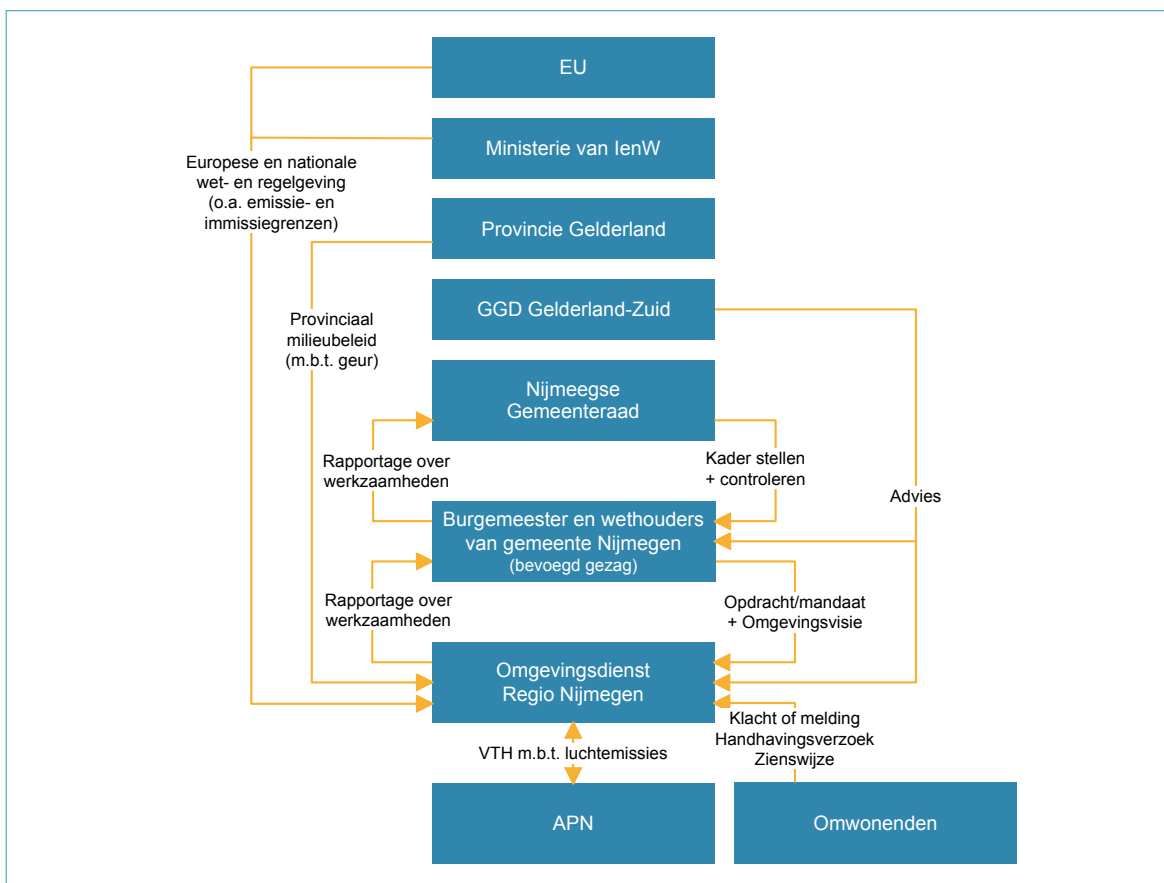 EU
Ministerie van IenW
Europese en nationale
wet- en regelgeving
(o.a. emissie- en
immissiegrenzen)
Provincie Gelderland
GGD Gelderland-Zuid
Provinciaal
milieubeleid
(m.b.t. geur)
Nijmeegse
Gemeenteraad
Rapportage over
werkzaamheden
Kader stellen
+ controleren
Advies
Burgemeester en wethouders
van gemeente Nijmegen
(bevoegd gezag)
Rapportage over
werkzaamheden
Opdracht/mandaat
+ Omgevingsvisie
Omgevingsdienst
Regio Nijmegen
Klacht of melding
Handhavingsverzoek
Zienswijze
VTH m.b.t. luchtemissies
APN
Omwonenden